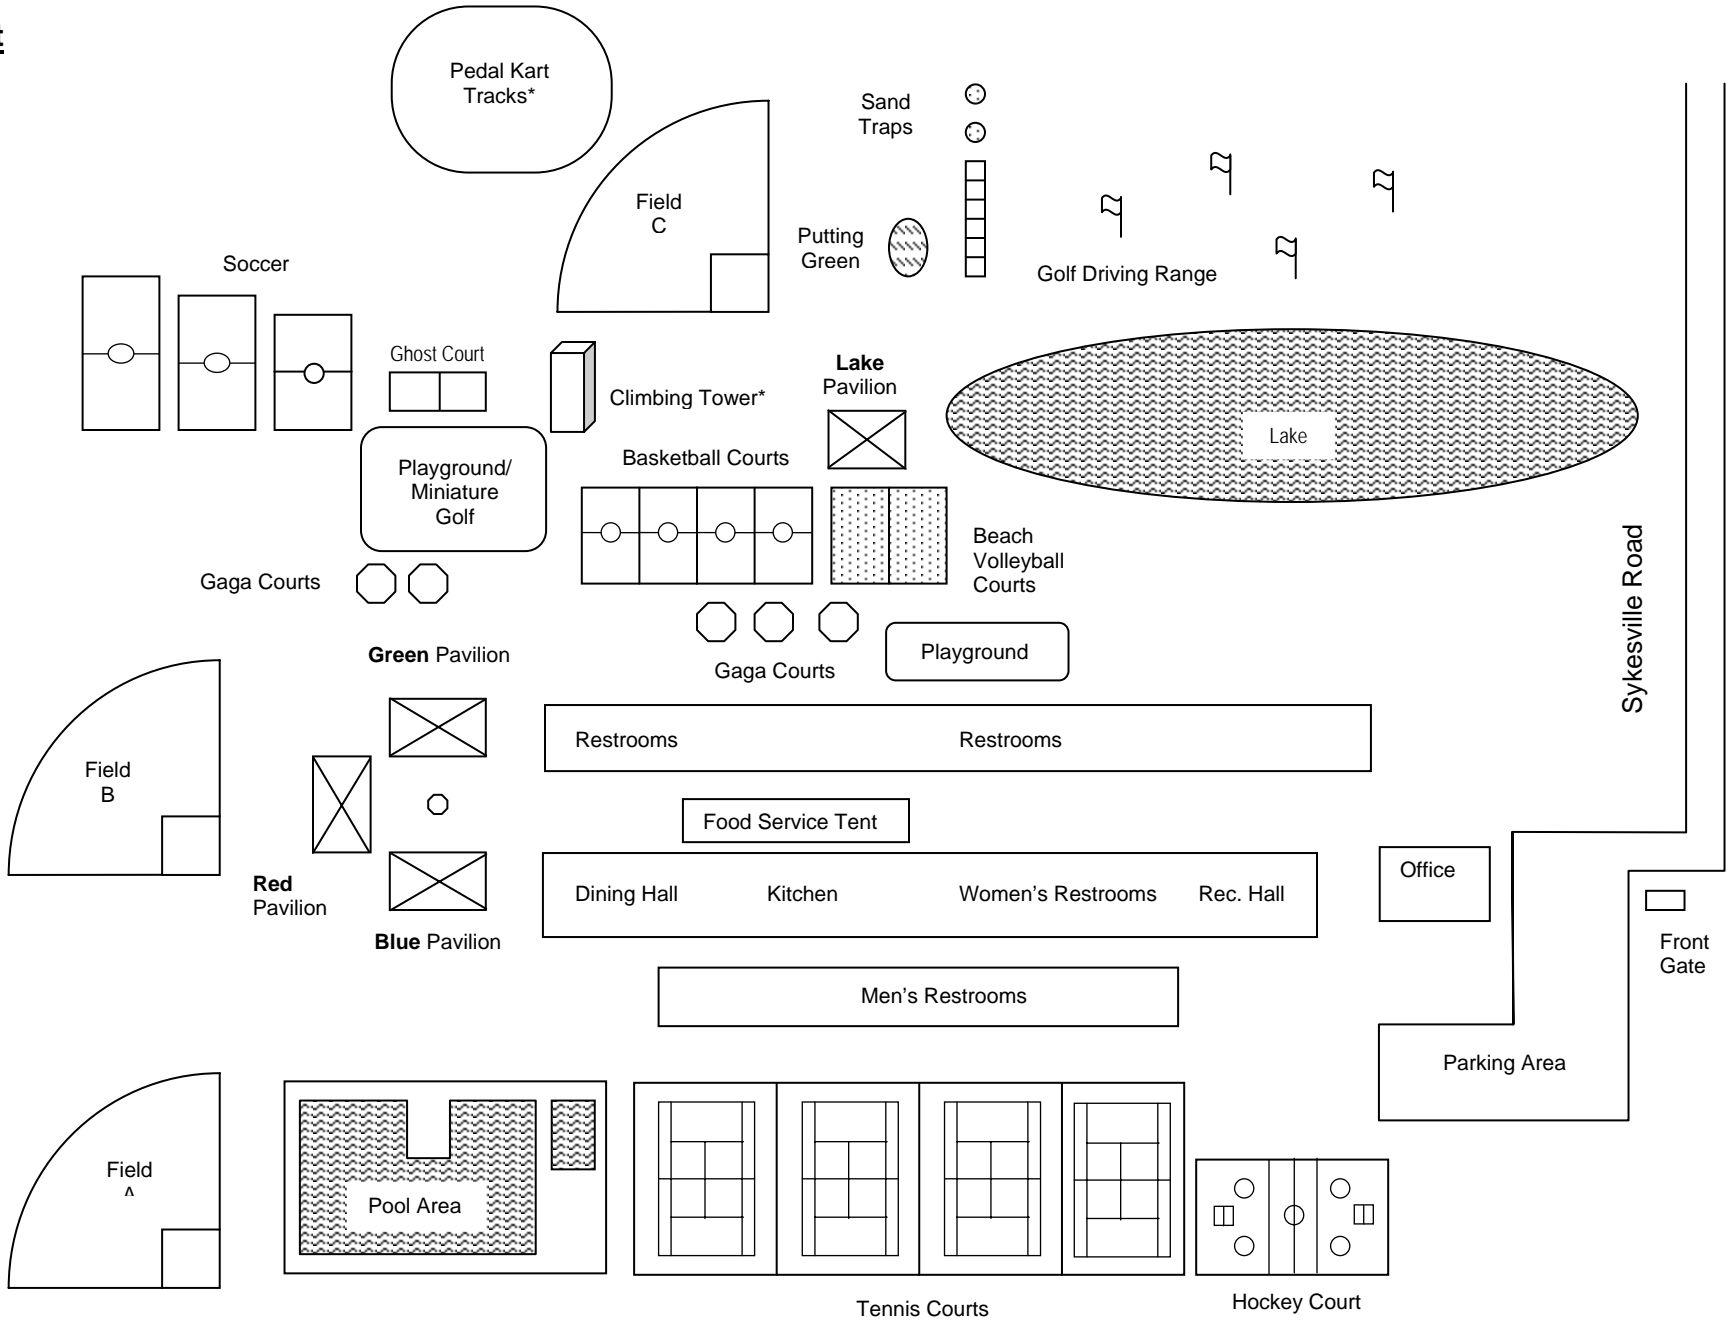 Pedal Kart
Tracks*
Sand
Traps
Field
C
Putting
Green
Soccer
Golf Driving Range
Ghost Court
Lake
Pavilion
Climbing Tower*
Lake
Basketball Courts
Playground/
Miniature
Golf
Beach
Volleyball
Courts
Gaga Courts
Sykesville Road
Green Pavilion
Playground
Gaga Courts
Restrooms
Restrooms
Field
B
Food Service Tent
Office
Red
Pavilion
Dining Hall
Kitchen
Women's Restrooms
Rec. Hall
Blue Pavilion
Front
Gate
Men's Restrooms
Parking Area
Field
A
Pool Area
Tennis Courts
Hockey Court